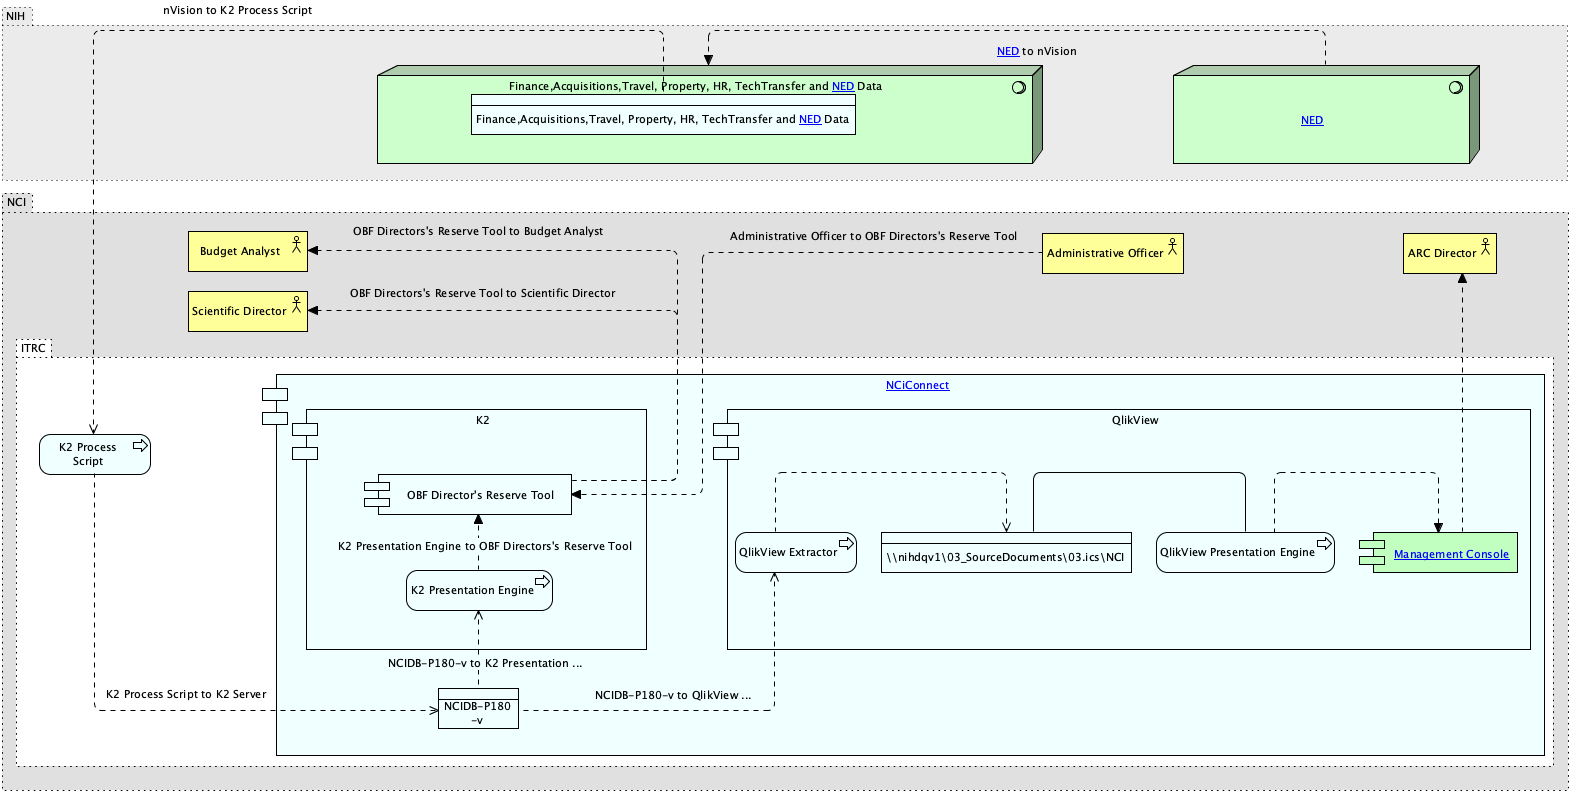 nVision to K2 Process Script
NIH
NED to nVision
Finance,Acquisitions,Travel, Property, HR, TechTransfer and NED Data
Finance,Acquisitions,Travel, Property, HR, TechTransfer and NED Data
NED
NCI
OBF Directors's Reserve Tool to Budget Analyst
Administrative Officer to OBF Directors's Reserve Tool
Budget Analyst
Administrative Officer
ARC Director
OBF Directors's Reserve Tool to Scientific Director
Scientific Director
ITRC
NCiConnect
K2
QlikView
K2 Process
Script
OBF Director's Reserve Tool
K2 Presentation Engine to OBF Directors's Reserve Tool
QlikView Extractor
\\nihdqv1\03_SourceDocuments\03.ics\NCI
QlikView Presentation Engine
Management Console
K2 Presentation Engine
NCIDB-P180-v to K2 Presentation ...
K2 Process Script to K2 Server
NCIDB-P180-v to QlikView ...
NCIDB-P180
-v